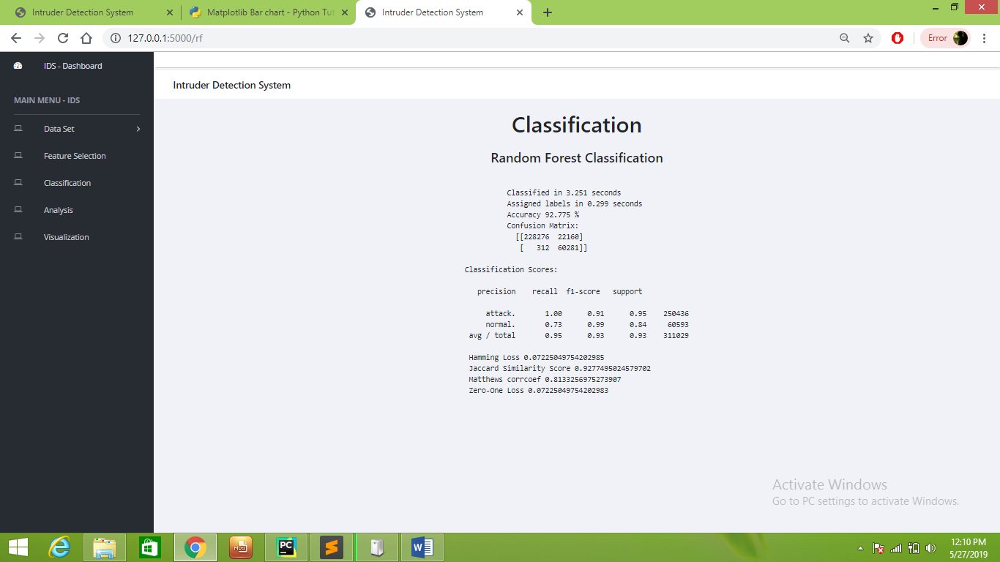 Intruder Detection System
Matplotlib Bar chart - Python Tut
Intruder Detection System
127.0.0.1:5000/rf
Error
IDS - Dashboard
MAIN MENU - IDS
Data Set
Feature Selection
Classification
Analysis
Visualization
Intruder Detection System
Classification
Random Forest Classification
Classified in 3.251 seconds
Assigned labels in 0.299 seconds
Accuracy 92.775 %
Confusion Matrix:
[[228276 22160]
[ 312 60281]]
Classification Scores:
precision recall f1-score support
attack. 1.00 0.91 0.95 250436
normal. 0.73 0.99 0.84 60593
avg / total 0.95 0.93 0.93 311029
Hamming Loss 0.07225049754202985
Jaccard Similarity Score 0.9277495024579702
Matthews corrcoef 0.8133256975273907
Zero-One Loss 0.07225049754202983
Activate Windows
Go to PC settings to activate Windows.
MP3
PC
W
12:10 PM
5/27/2019